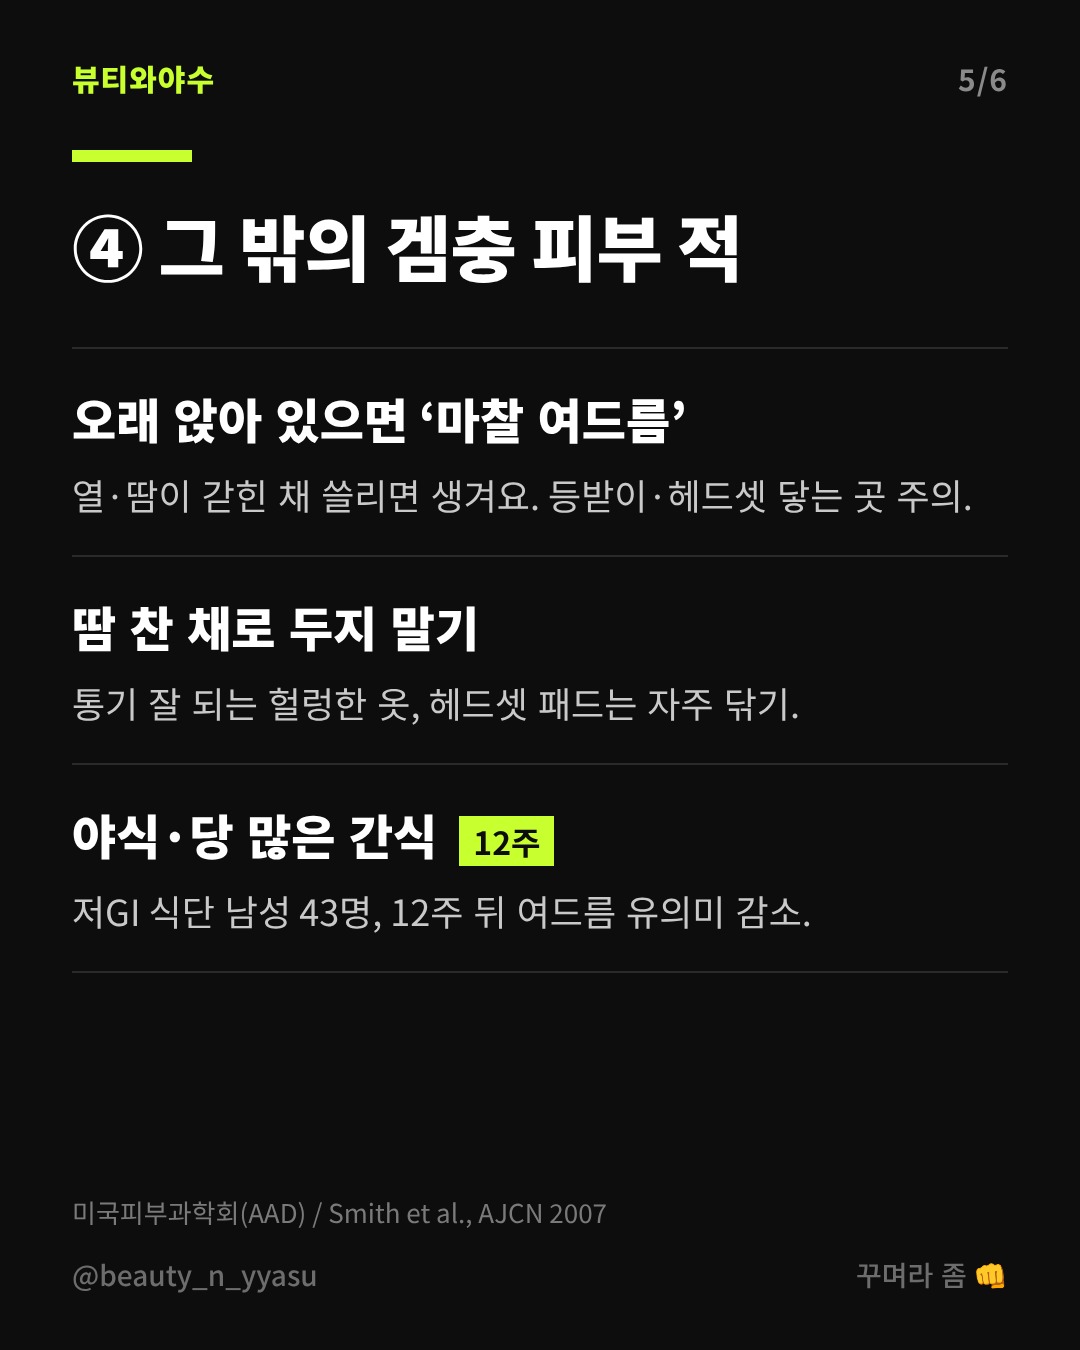 뷰티와야수
5/6
④ 그 밖의 겜충 피부 적
오래 앉아 있으면 ‘마찰 여드름’
열·땀이 갇힌 채 쓸리면 생겨요. 등받이·헤드셋 닿는 곳 주의.
땀 찬 채로 두지 말기
통기 잘 되는 헐렁한 옷, 헤드셋 패드는 자주 닦기.
야식·당 많은 간식 12주
저GI 식단 남성 43명, 12주 뒤 여드름 유의미 감소.
미국피부과학회(AAD) / Smith et al., AJCN 2007
@beauty_n_yyasu
꾸며라 좀 👊